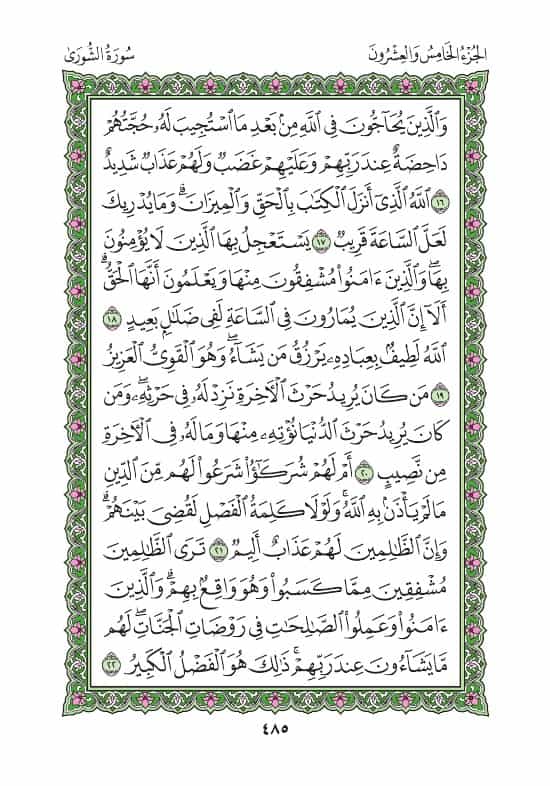 الجُزءُ الخَامِسُ وَالعِشْرُونَ
سُورَةُ الشُّورَىٰ
وَٱلَّذِينَ يُحَآجُّونَ فِى ٱللَّهِ مِنۢ بَعْدِ مَا ٱسْتُجِيبَ لَهُۥ حُجَّتُهُمْ
دَاحِضَةٌ عِندَ رَبِّهِمْ وَعَلَيْهِمْ غَضَبٌ وَلَهُمْ عَذَابٌ شَدِيدٌ
١٦ ٱللَّهُ ٱلَّذِىٓ أَنزَلَ ٱلْكِتَٰبَ بِٱلْحَقِّ وَٱلْمِيزَانَ ۗ وَمَا يُدْرِيكَ
لَعَلَّ ٱلسَّاعَةَ قَرِيبٌ ١٧ يَسْتَعْجِلُ بِهَا ٱلَّذِينَ لَا يُؤْمِنُونَ
بِهَا ۖ وَٱلَّذِينَ ءَامَنُوا۟ مُشْفِقُونَ مِنْهَا وَيَعْلَمُونَ أَنَّهَا ٱلْحَقُّ ۗ
أَلَآ إِنَّ ٱلَّذِينَ يُمَارُونَ فِى ٱلسَّاعَةِ لَفِى ضَلَٰلٍۭ بَعِيدٍ ١٨
ٱللَّهُ لَطِيفٌۢ بِعِبَادِهِۦ يَرْزُقُ مَن يَشَآءُ ۖ وَهُوَ ٱلْقَوِىُّ ٱلْعَزِيزُ
١٩ مَن كَانَ يُرِيدُ حَرْثَ ٱلْءَاخِرَةِ نَزِدْ لَهُۥ فِى حَرْثِهِۦ ۖ وَمَن
كَانَ يُرِيدُ حَرْثَ ٱلدُّنْيَا نُؤْتِهِۦ مِنْهَا وَمَا لَهُۥ فِى ٱلْءَاخِرَةِ
مِن نَّصِيبٍ ٢٠ أَمْ لَهُمْ شُرَكَٰٓؤُا۟ شَرَعُوا۟ لَهُم مِّنَ ٱلدِّينِ
مَا لَمْ يَأْذَنۢ بِهِ ٱللَّهُ ۚ وَلَوْلَا كَلِمَةُ ٱلْفَصْلِ لَقُضِىَ بَيْنَهُمْ ۗ
وَإِنَّ ٱلظَّٰلِمِينَ لَهُمْ عَذَابٌ أَلِيمٌ ٢١ تَرَى ٱلظَّٰلِمِينَ
مُشْفِقِينَ مِمَّا كَسَبُوا۟ وَهُوَ وَاقِعٌۢ بِهِمْ ۗ وَٱلَّذِينَ
ءَامَنُوا۟ وَعَمِلُوا۟ ٱلصَّٰلِحَٰتِ فِى رَوْضَاتِ ٱلْجَنَّاتِ ۖ لَهُم
مَّا يَشَآءُونَ عِندَ رَبِّهِمْ ۚ ذَٰلِكَ هُوَ ٱلْفَضْلُ ٱلْكَبِيرُ ٢٢
٤٨٥